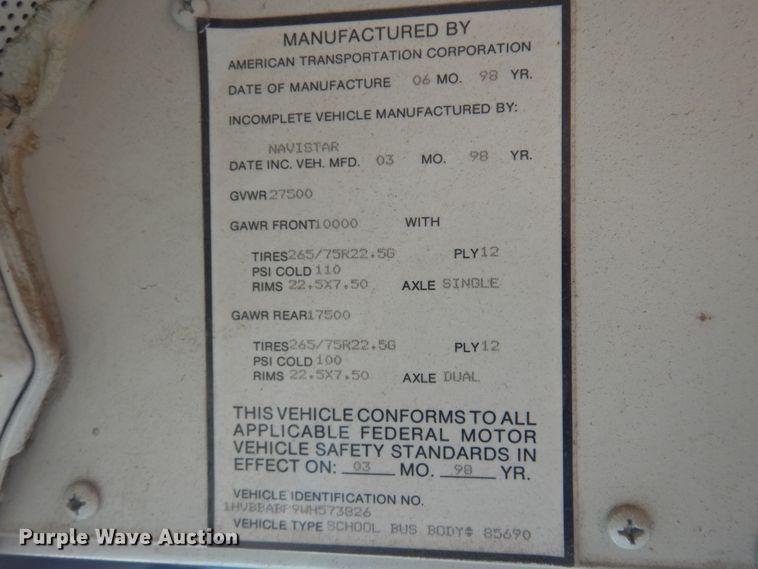 MANUFACTURED BY
AMERICAN TRANSPORTATION CORPORATION
DATE OF MANUFACTURE 06 MO. 98 YR.
INCOMPLETE VEHICLE MANUFACTURED BY:
NAVISTAR
DATE INC. VEH. MFD. 03 MO. 98 YR.
GVWR 27500
GAWR FRONT 10000 WITH
TIRES 265/75R22.5G PLY 12
PSI COLD 110
RIMS 22.5X7.50 AXLE SINGLE
GAWR REAR 17500
TIRES 265/75R22.5G PLY 12
PSI COLD 100
RIMS 22.5X7.50 AXLE DUAL
THIS VEHICLE CONFORMS TO ALL
APPLICABLE FEDERAL MOTOR
VEHICLE SAFETY STANDARDS IN
EFFECT ON: 03 MO. 98 YR.
VEHICLE IDENTIFICATION NO.
1HVBBABP9WH573826
VEHICLE TYPE SCHOOL BUS BODY# 85690
Purple Wave Auction